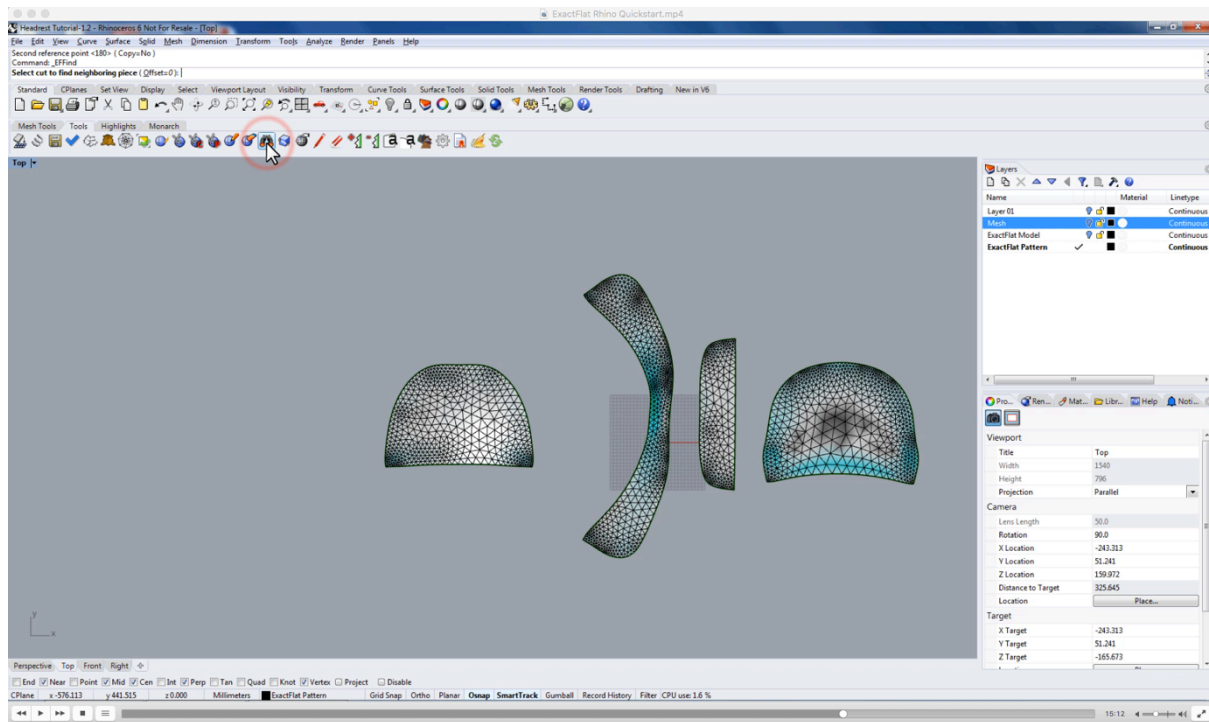 ExactFlat Rhino Quickstart.mp4
Headrest Tutorial-1.2 - Rhinoceros 6 Not For Resale - [Top]
File Edit View Curve Surface Solid Mesh Dimension Transform Tools Analyze Render Panels Help
Second reference point <180> ( Copy=No )
Command: _EFFind
Select cut to find neighboring piece ( Offset=0 ):
Standard CPlanes Set View Display Select Viewport Layout Visibility Transform Curve Tools Surface Tools Solid Tools Mesh Tools Render Tools Drafting New in V6
Mesh Tools Tools Highlights Monarch
Top
Layers
Name Material Linetype
Layer 01 Continuous
Mesh Continuous
ExactFlat Model Continuous
ExactFlat Pattern Continuous
Pro... Ren... Mat... Libr... Help Noti...
Viewport
Title Top
Width 1540
Height 796
Projection Parallel
Camera
Lens Length 50.0
Rotation 90.0
X Location -243.313
Y Location 51.241
Z Location 159.972
Distance to Target 325.645
Location Place...
Target
X Target -243.313
Y Target 51.241
Z Target -165.673
y
x
Perspective Top Front Right
End Near Point Mid Cen Int Perp Tan Quad Knot Vertex Project Disable
CPlane x -576.113 y 441.515 z 0.000 Millimeters ExactFlat Pattern Grid Snap Ortho Planar Osnap SmartTrack Gumball Record History Filter CPU use: 1.6 %
15:12